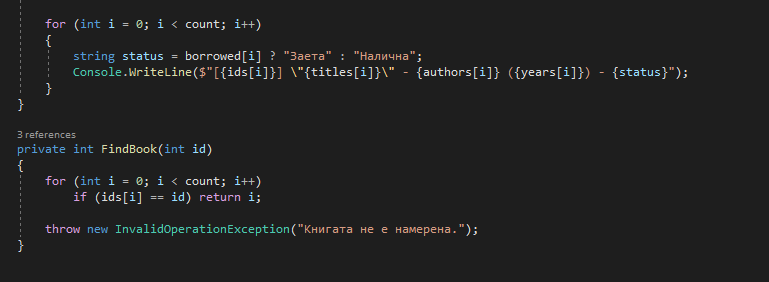 for (int i = 0; i < count; i++)
{
string status = borrowed[i] ? "Заета" : "Налична";
Console.WriteLine($"[{ids[i]}] \"{titles[i]}\" - {authors[i]} ({years[i]}) - {status}");
}
}
3 references
private int FindBook(int id)
{
for (int i = 0; i < count; i++)
if (ids[i] == id) return i;
throw new InvalidOperationException("Книгата не е намерена.");
}